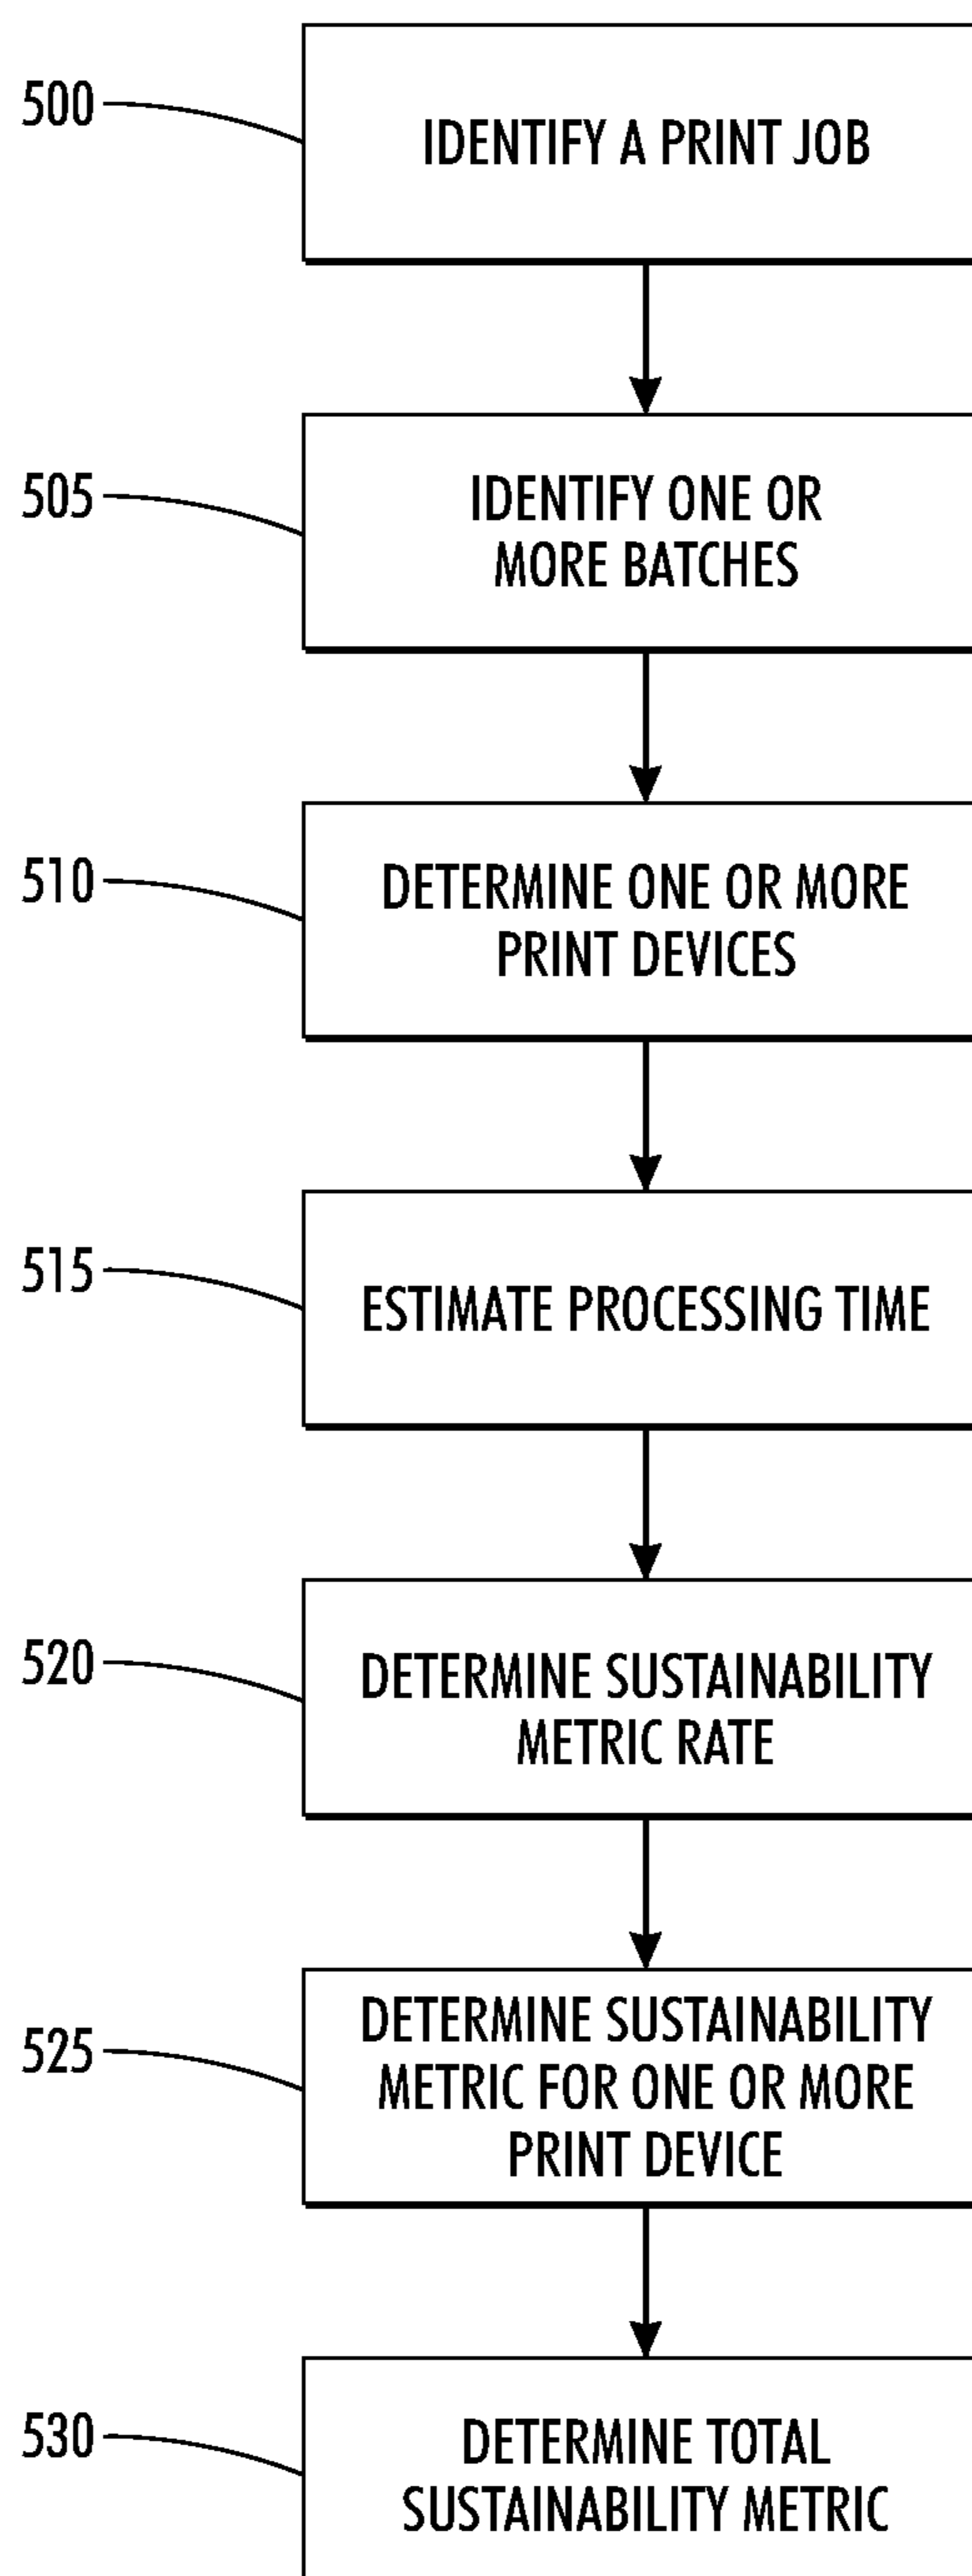 500
IDENTIFY A PRINT JOB
505
IDENTIFY ONE OR
MORE BATCHES
510
DETERMINE ONE OR MORE
PRINT DEVICES
515
ESTIMATE PROCESSING TIME
520
DETERMINE SUSTAINABILITY
METRIC RATE
525
DETERMINE SUSTAINABILITY
METRIC FOR ONE OR MORE
PRINT DEVICE
530
DETERMINE TOTAL
SUSTAINABILITY METRIC